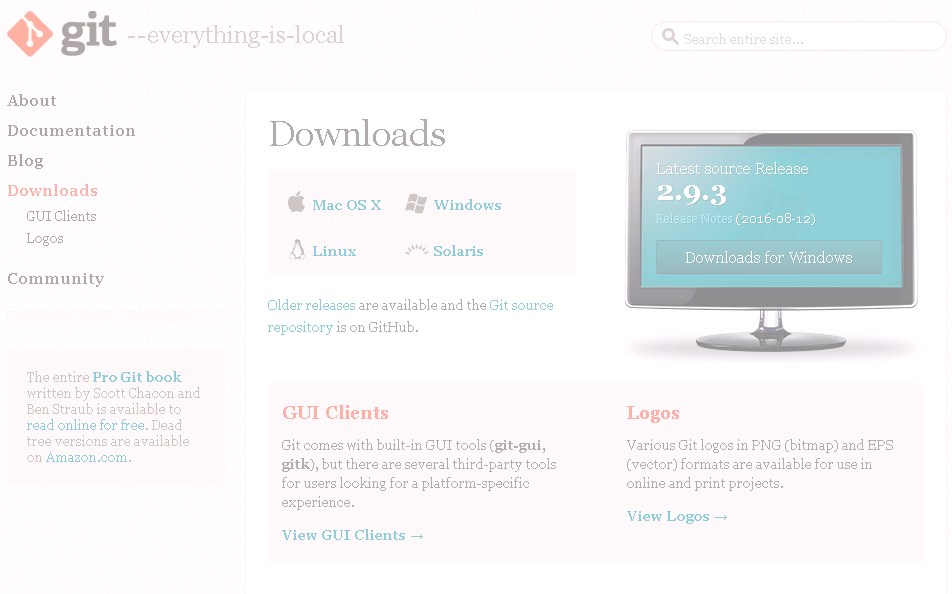 git --everything-is-local
Search entire site...
About
Documentation
Blog
Downloads
GUI Clients
Logos
Community
The entire Pro Git book
written by Scott Chacon and
Ben Straub is available to
read online for free. Dead
tree versions are available
on Amazon.com.
Downloads
Mac OS X
Windows
Linux
Solaris
Older releases are available and the Git source
repository is on GitHub.
Latest source Release
2.9.3
Release Notes (2016-08-12)
Downloads for Windows
GUI Clients
Git comes with built-in GUI tools (git-gui,
gitk), but there are several third-party tools
for users looking for a platform-specific
experience.
View GUI Clients →
Logos
Various Git logos in PNG (bitmap) and EPS
(vector) formats are available for use in
online and print projects.
View Logos →